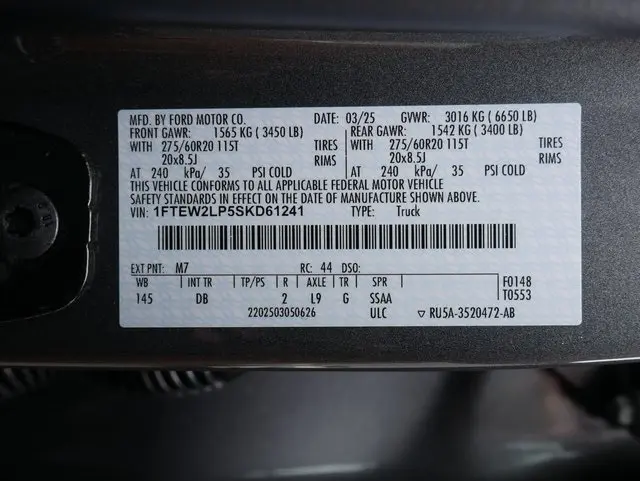 MFD. BY FORD MOTOR CO. DATE: 03/25 GVWR: 3016 KG ( 6650 LB)
FRONT GAWR: 1565 KG ( 3450 LB) REAR GAWR: 1542 KG ( 3400 LB)
WITH 275/60R20 115T TIRES WITH 275/60R20 115T TIRES
20x8.5J RIMS 20x8.5J RIMS
AT 240 kPa/ 35 PSI COLD AT 240 kPa/ 35 PSI COLD
THIS VEHICLE CONFORMS TO ALL APPLICABLE FEDERAL MOTOR VEHICLE
SAFETY STANDARDS IN EFFECT ON THE DATE OF MANUFACTURE SHOWN ABOVE.
VIN: 1FTEW2LP5SKD61241 TYPE: Truck
EXT PNT: M7 RC: 44 DSO:
WB TP/PS R AXLE TR SPR F0148
145 DB 2 L9 G SSAA T0553
2202503050626 ULC RU5A-3520472-AB